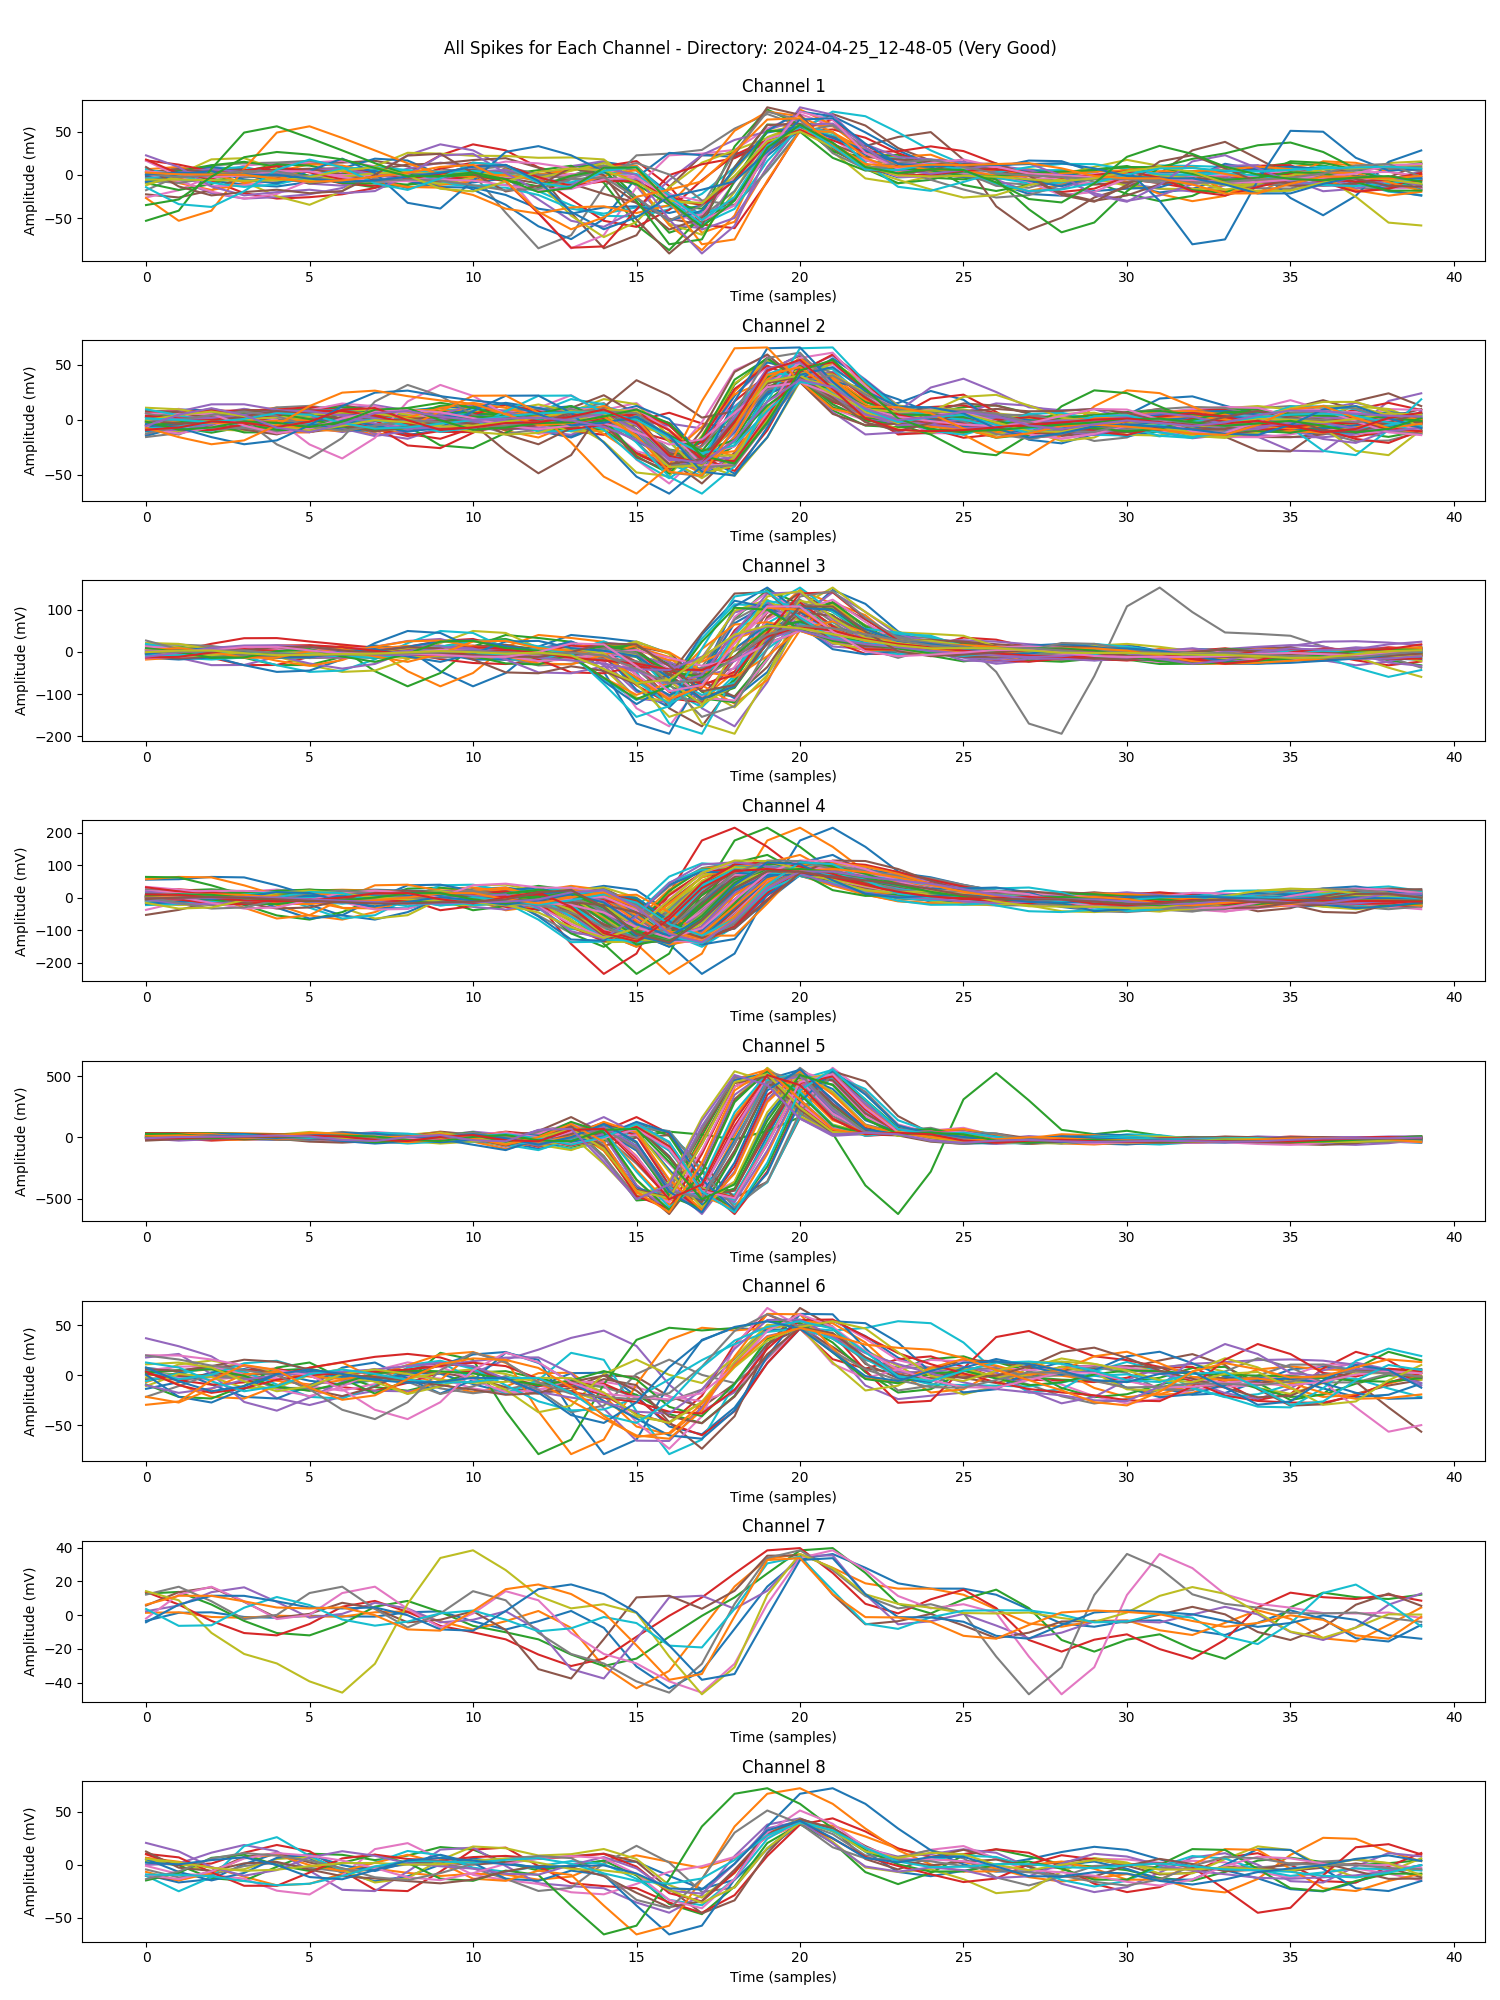 All Spikes for Each Channel - Directory: 2024-04-25_12-48-05 (Very Good)
Channel 1
50
0
−50
Amplitude (mV)
0 5 10 15 20 25 30 35 40
Time (samples)
Channel 2
50
0
−50
Amplitude (mV)
0 5 10 15 20 25 30 35 40
Time (samples)
Channel 3
100
0
−100
−200
Amplitude (mV)
0 5 10 15 20 25 30 35 40
Time (samples)
Channel 4
200
100
0
−100
−200
Amplitude (mV)
0 5 10 15 20 25 30 35 40
Time (samples)
Channel 5
500
0
−500
Amplitude (mV)
0 5 10 15 20 25 30 35 40
Time (samples)
Channel 6
50
0
−50
Amplitude (mV)
0 5 10 15 20 25 30 35 40
Time (samples)
Channel 7
40
20
0
−20
−40
Amplitude (mV)
0 5 10 15 20 25 30 35 40
Time (samples)
Channel 8
50
0
−50
Amplitude (mV)
0 5 10 15 20 25 30 35 40
Time (samples)